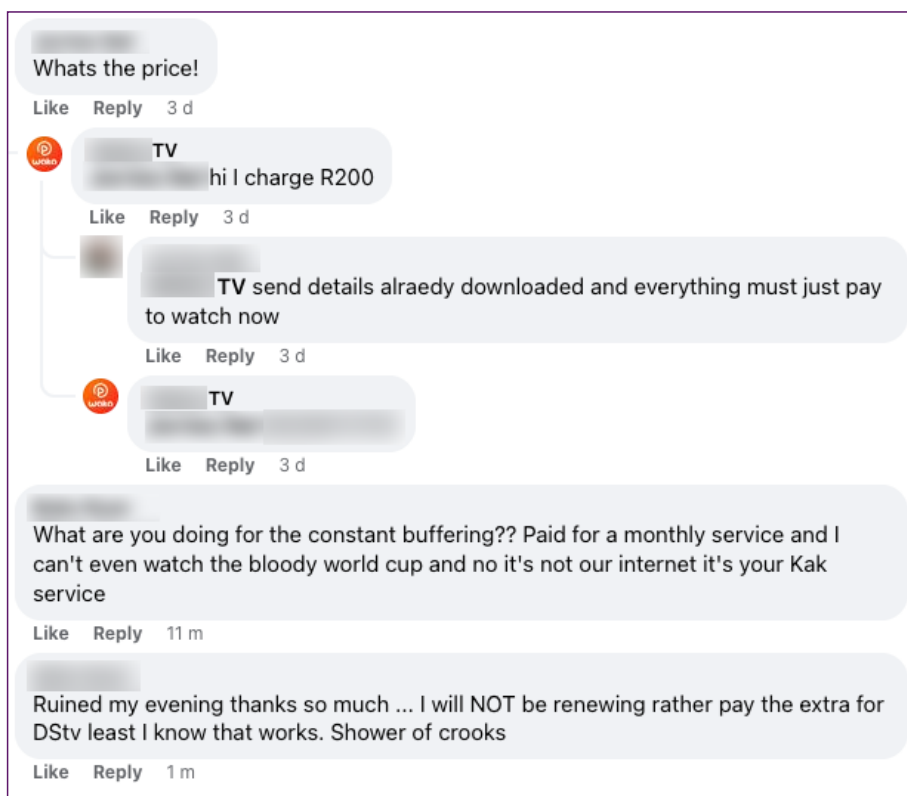 Whats the price!
Like Reply 3 d
TV
hi I charge R200
Like Reply 3 d
TV send details alraedy downloaded and everything must just pay
to watch now
Like Reply 3 d
TV
Like Reply 3 d
What are you doing for the constant buffering?? Paid for a monthly service and I
can't even watch the bloody world cup and no it's not our internet it's your Kak
service
Like Reply 11 m
Ruined my evening thanks so much ... I will NOT be renewing rather pay the extra for
DStv least I know that works. Shower of crooks
Like Reply 1 m